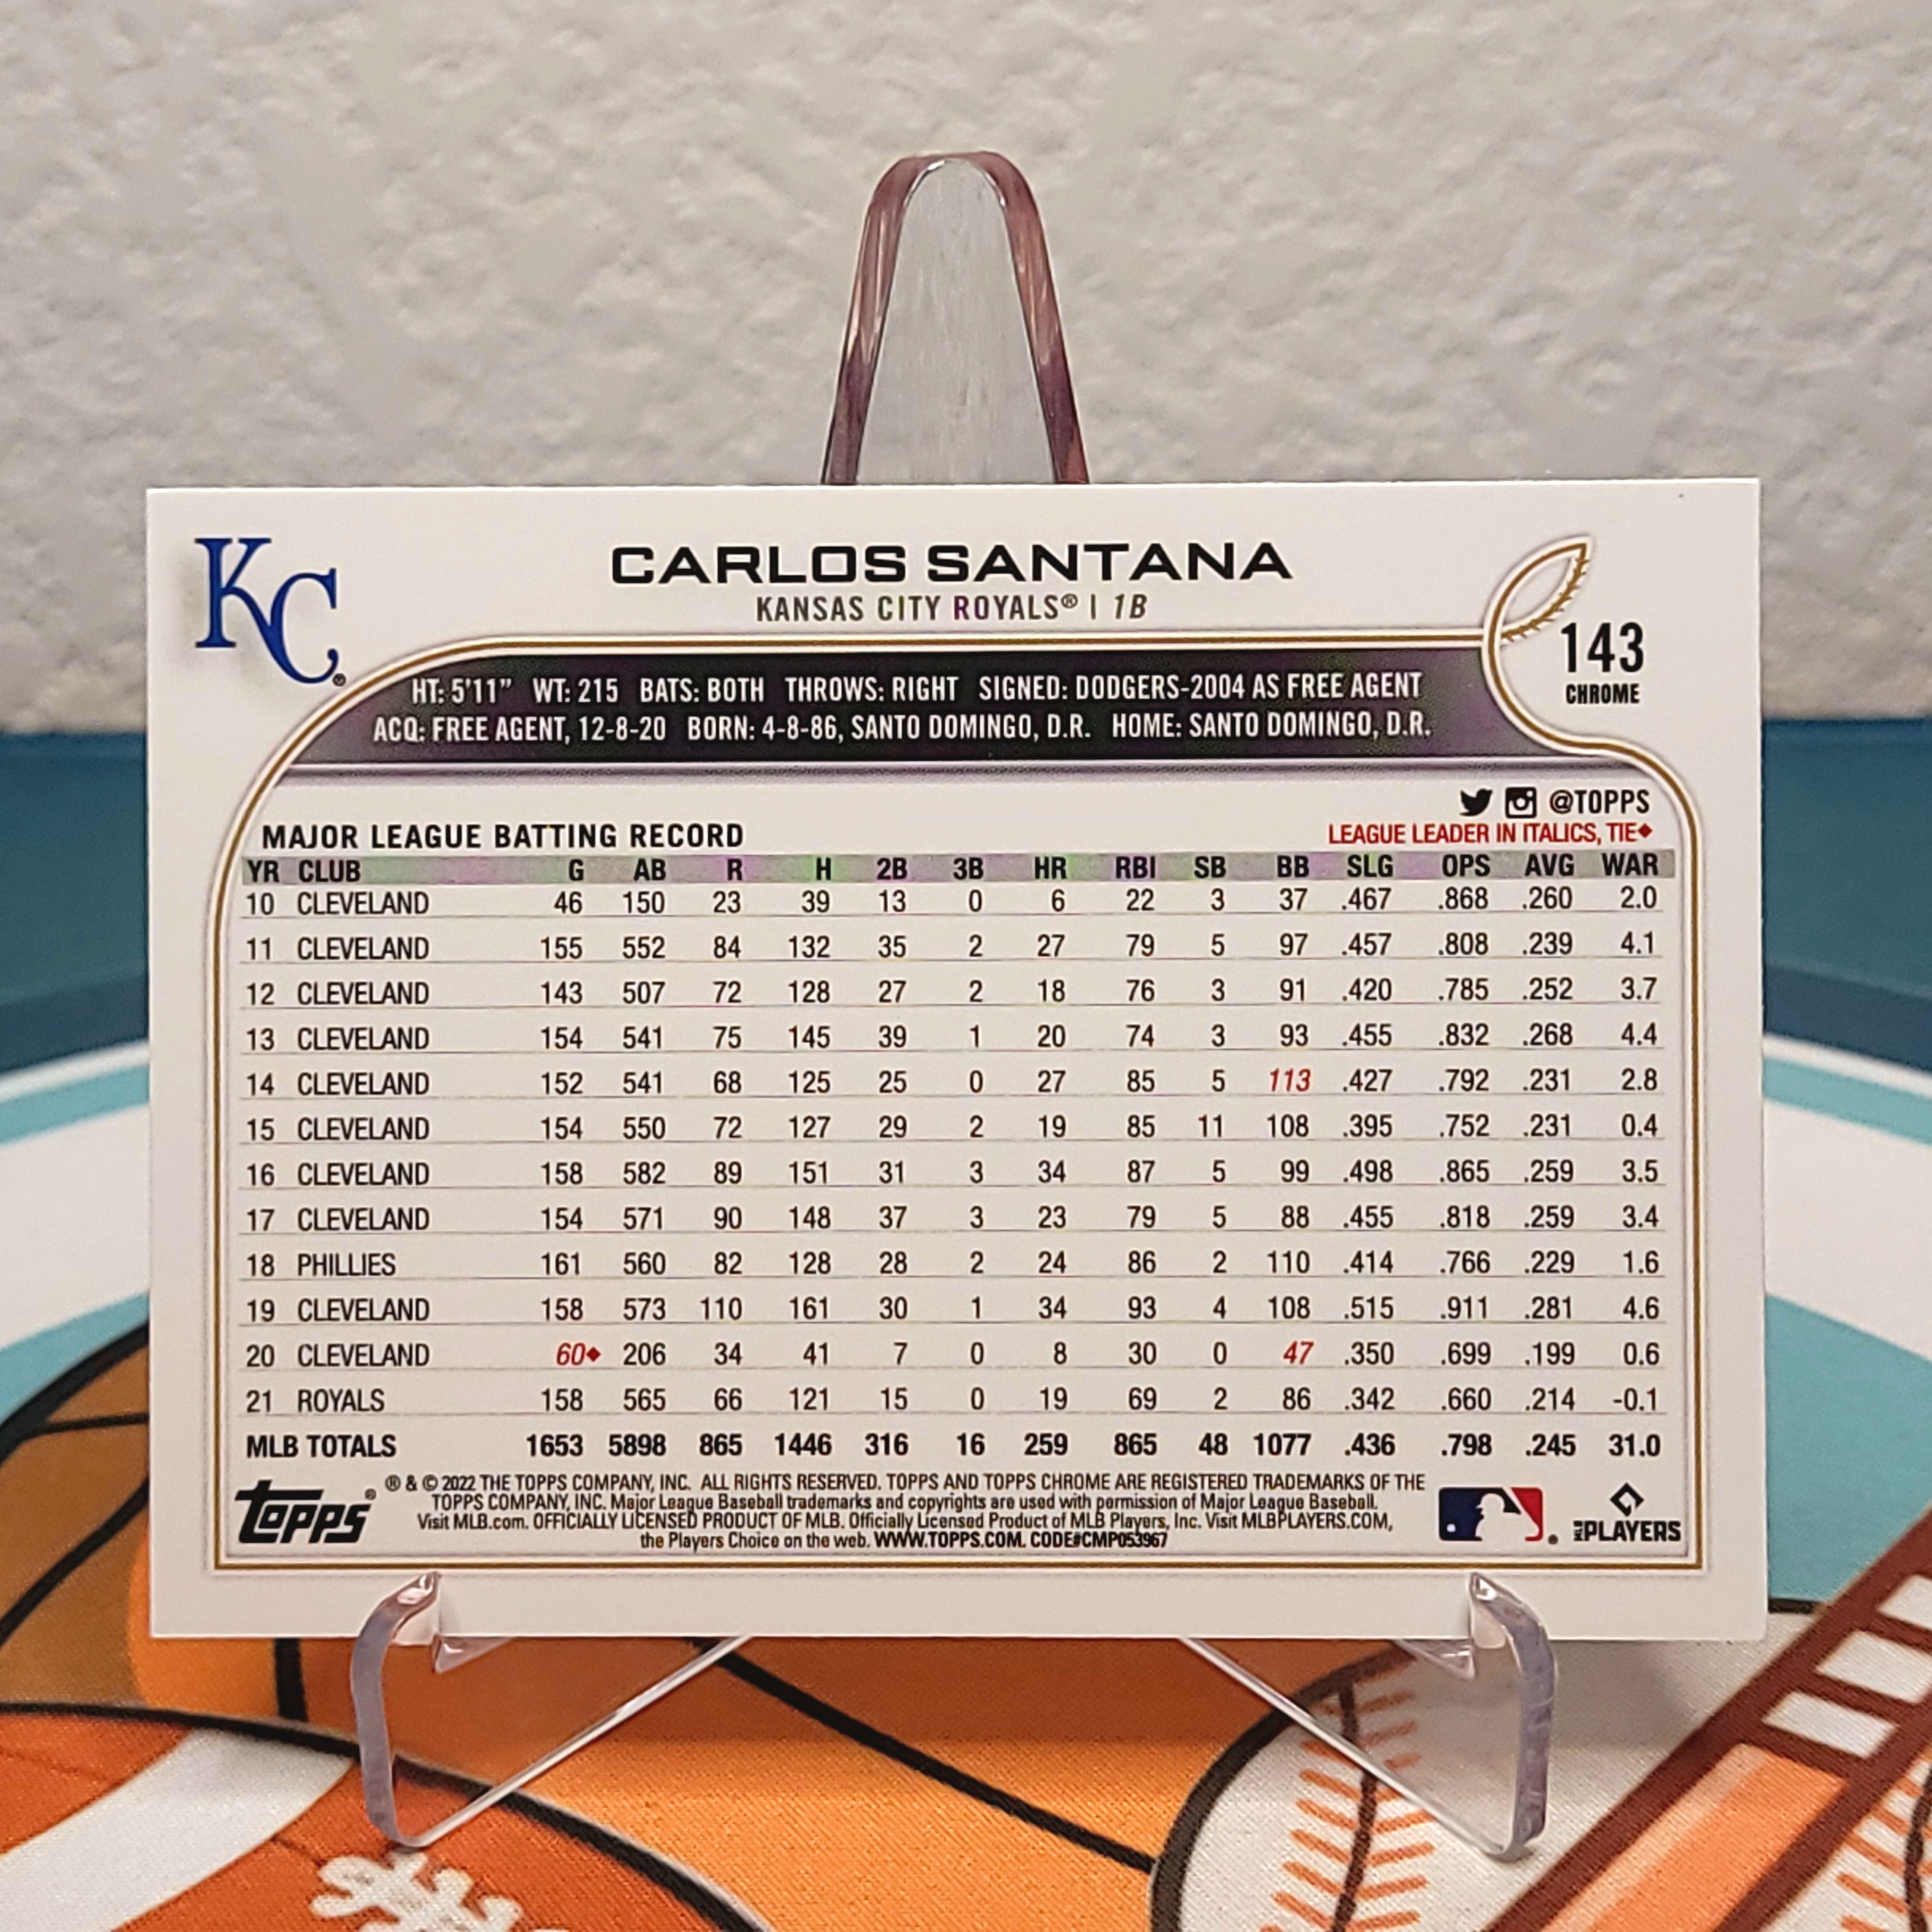 KC®
CARLOS SANTANA
KANSAS CITY ROYALS® | 1B
143
CHROME
HT: 5'11” WT: 215 BATS: BOTH THROWS: RIGHT SIGNED: DODGERS-2004 AS FREE AGENT
ACQ: FREE AGENT, 12-8-20 BORN: 4-8-86, SANTO DOMINGO, D.R. HOME: SANTO DOMINGO, D.R.
@TOPPS
MAJOR LEAGUE BATTING RECORD LEAGUE LEADER IN ITALICS, TIE◆
YR CLUB G AB R H 2B 3B HR RBI SB BB SLG OPS AVG WAR
10 CLEVELAND 46 150 23 39 13 0 6 22 3 37 .467 .868 .260 2.0
11 CLEVELAND 155 552 84 132 35 2 27 79 5 97 .457 .808 .239 4.1
12 CLEVELAND 143 507 72 128 27 2 18 76 3 91 .420 .785 .252 3.7
13 CLEVELAND 154 541 75 145 39 1 20 74 3 93 .455 .832 .268 4.4
14 CLEVELAND 152 541 68 125 25 0 27 85 5 113 .427 .792 .231 2.8
15 CLEVELAND 154 550 72 127 29 2 19 85 11 108 .395 .752 .231 0.4
16 CLEVELAND 158 582 89 151 31 3 34 87 5 99 .498 .865 .259 3.5
17 CLEVELAND 154 571 90 148 37 3 23 79 5 88 .455 .818 .259 3.4
18 PHILLIES 161 560 82 128 28 2 24 86 2 110 .414 .766 .229 1.6
19 CLEVELAND 158 573 110 161 30 1 34 93 4 108 .515 .911 .281 4.6
20 CLEVELAND 60◆ 206 34 41 7 0 8 30 0 47 .350 .699 .199 0.6
21 ROYALS 158 565 66 121 15 0 19 69 2 86 .342 .660 .214 -0.1
MLB TOTALS 1653 5898 865 1446 316 16 259 865 48 1077 .436 .798 .245 31.0
Topps®
® & © 2022 THE TOPPS COMPANY, INC. ALL RIGHTS RESERVED. TOPPS AND TOPPS CHROME ARE REGISTERED TRADEMARKS OF THE
TOPPS COMPANY, INC. Major League Baseball trademarks and copyrights are used with permission of Major League Baseball.
Visit MLB.com. OFFICIALLY LICENSED PRODUCT OF MLB. Officially Licensed Product of MLB Players, Inc. Visit MLBPLAYERS.COM,
the Players Choice on the web. WWW.TOPPS.COM. CODE#CMP053967
MLB PLAYERS